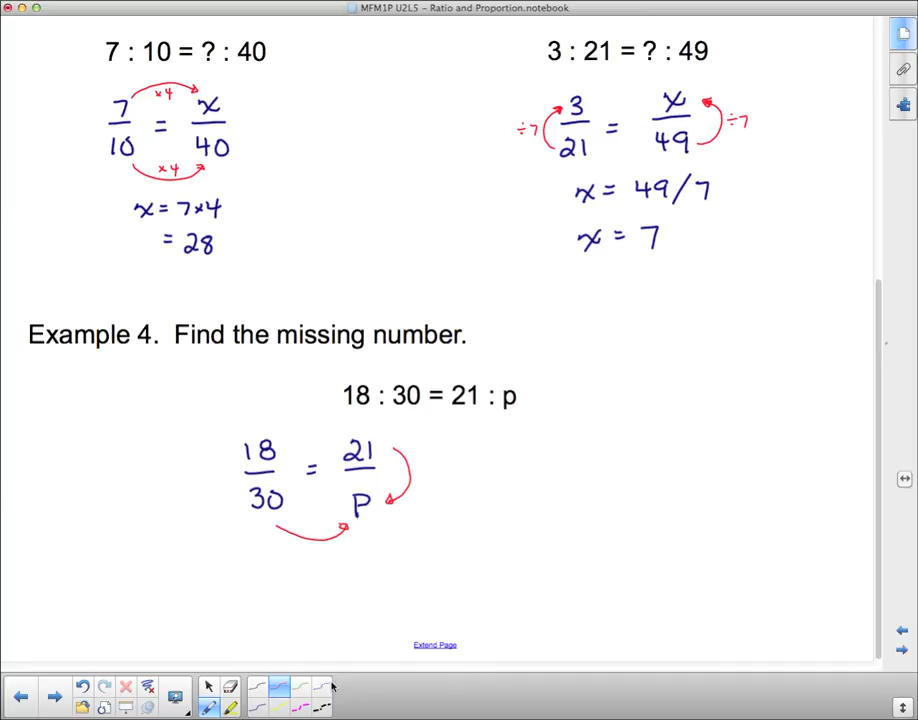 MFM1P U2L5 - Ratio and Proportion.notebook
7 : 10 = ? : 40
7/10 = x/40
×4
×4
x = 7×4
= 28
3 : 21 = ? : 49
3/21 = x/49
÷7
÷7
x = 49/7
x = 7
Example 4. Find the missing number.
18 : 30 = 21 : p
18/30 = 21/P
Extend Page